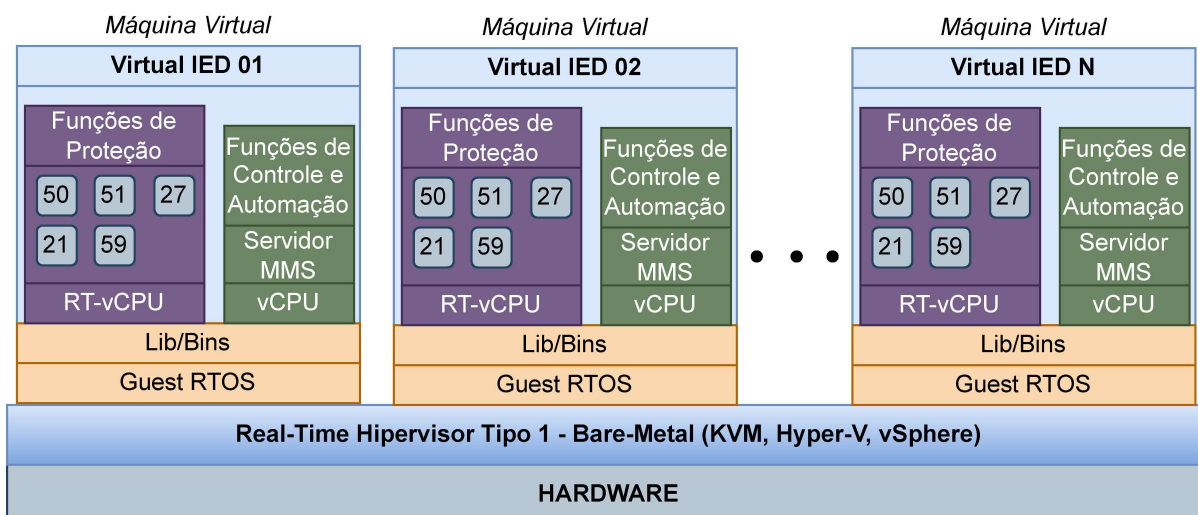 Máquina Virtual
Virtual IED 01
Funções de
Proteção
50 51 27
21 59
RT-vCPU
Funções de
Controle e
Automação
Servidor
MMS
vCPU
Lib/Bins
Guest RTOS
Máquina Virtual
Virtual IED 02
Funções de
Proteção
50 51 27
21 59
RT-vCPU
Funções de
Controle e
Automação
Servidor
MMS
vCPU
Lib/Bins
Guest RTOS
Máquina Virtual
Virtual IED N
Funções de
Proteção
50 51 27
21 59
RT-vCPU
Funções de
Controle e
Automação
Servidor
MMS
vCPU
Lib/Bins
Guest RTOS
Real-Time Hipervisor Tipo 1 - Bare-Metal (KVM, Hyper-V, vSphere)
HARDWARE